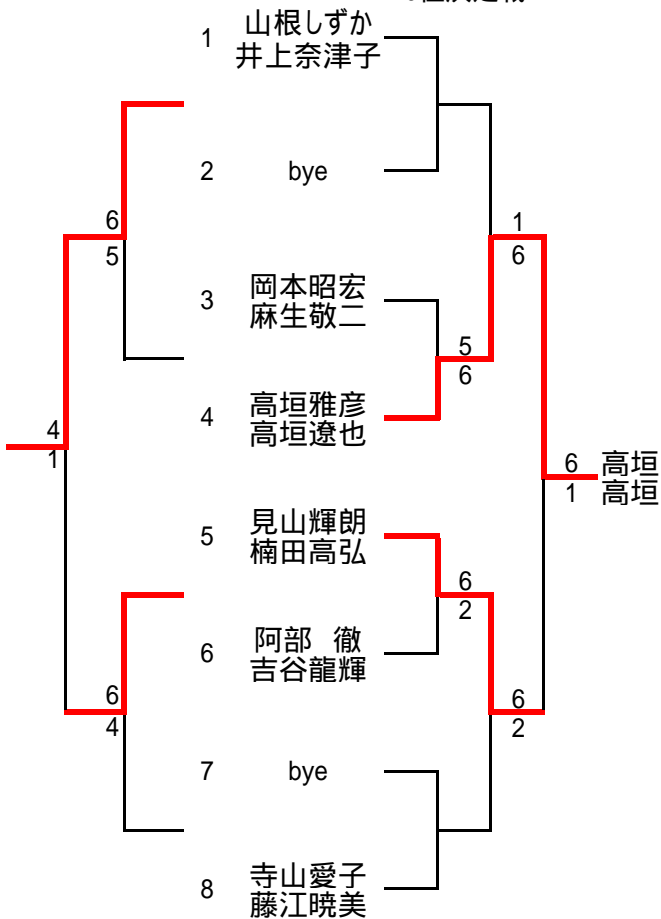 1 山根しずか
井上奈津子
2 bye
6
5
1
6
3 岡本昭宏
麻生敬二
5
6
4 高垣雅彦
高垣遼也
4
1
6 高垣
1 高垣
5 見山輝朗
楠田高弘
6
2
6 阿部 徹
吉谷龍輝
6
4
6
2
7 bye
8 寺山愛子
藤江暁美